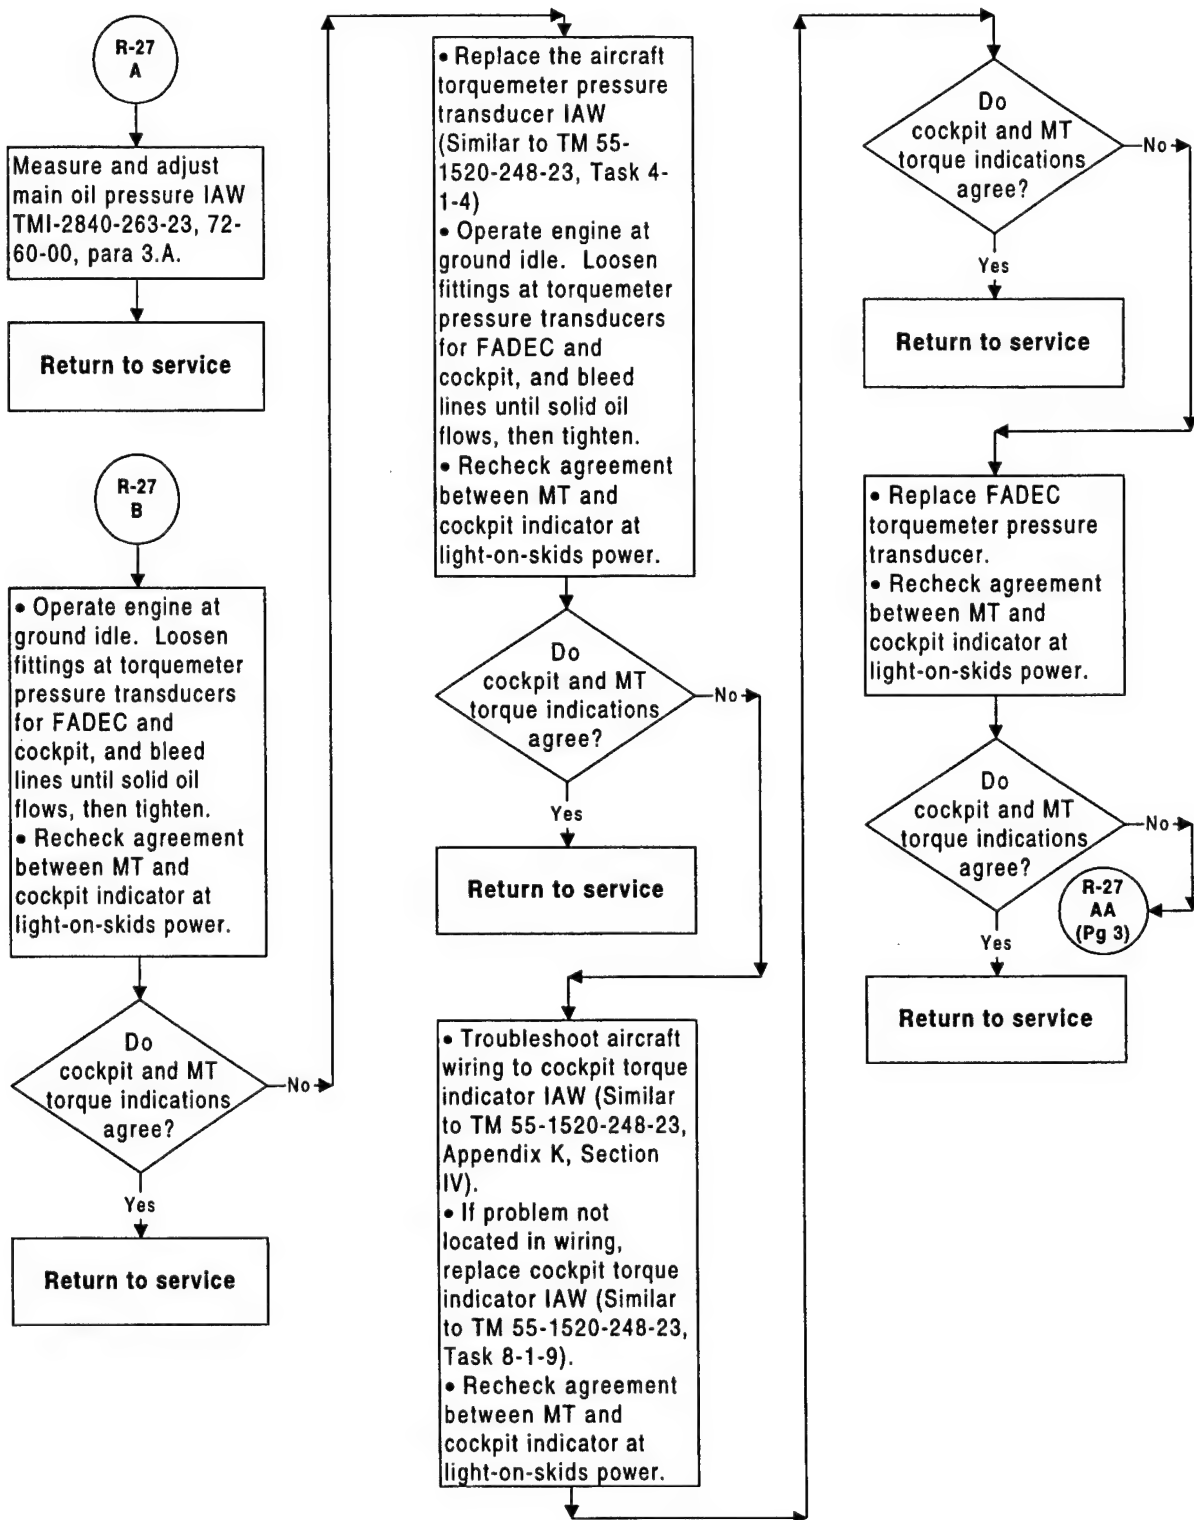 R-27
A
Measure and adjust
main oil pressure IAW
TMI-2840-263-23, 72-
60-00, para 3.A.
Return to service
R-27
B
• Operate engine at
ground idle. Loosen
fittings at torquemeter
pressure transducers
for FADEC and
cockpit, and bleed
lines until solid oil
flows, then tighten.
• Recheck agreement
between MT and
cockpit indicator at
light-on-skids power.
Do
cockpit and MT
torque indications
agree?
No
Yes
Return to service
• Replace the aircraft
torquemeter pressure
transducer IAW
(Similar to TM 55-
1520-248-23, Task 4-
1-4)
• Operate engine at
ground idle. Loosen
fittings at torquemeter
pressure transducers
for FADEC and
cockpit, and bleed
lines until solid oil
flows, then tighten.
• Recheck agreement
between MT and
cockpit indicator at
light-on-skids power.
Do
cockpit and MT
torque indications
agree?
No
Yes
Return to service
• Troubleshoot aircraft
wiring to cockpit torque
indicator IAW (Similar
to TM 55-1520-248-23,
Appendix K, Section
IV).
• If problem not
located in wiring,
replace cockpit torque
indicator IAW (Similar
to TM 55-1520-248-23,
Task 8-1-9).
• Recheck agreement
between MT and
cockpit indicator at
light-on-skids power.
Do
cockpit and MT
torque indications
agree?
No
Yes
Return to service
• Replace FADEC
torquemeter pressure
transducer.
• Recheck agreement
between MT and
cockpit indicator at
light-on-skids power.
Do
cockpit and MT
torque indications
agree?
No
R-27
AA
(Pg 3)
Yes
Return to service